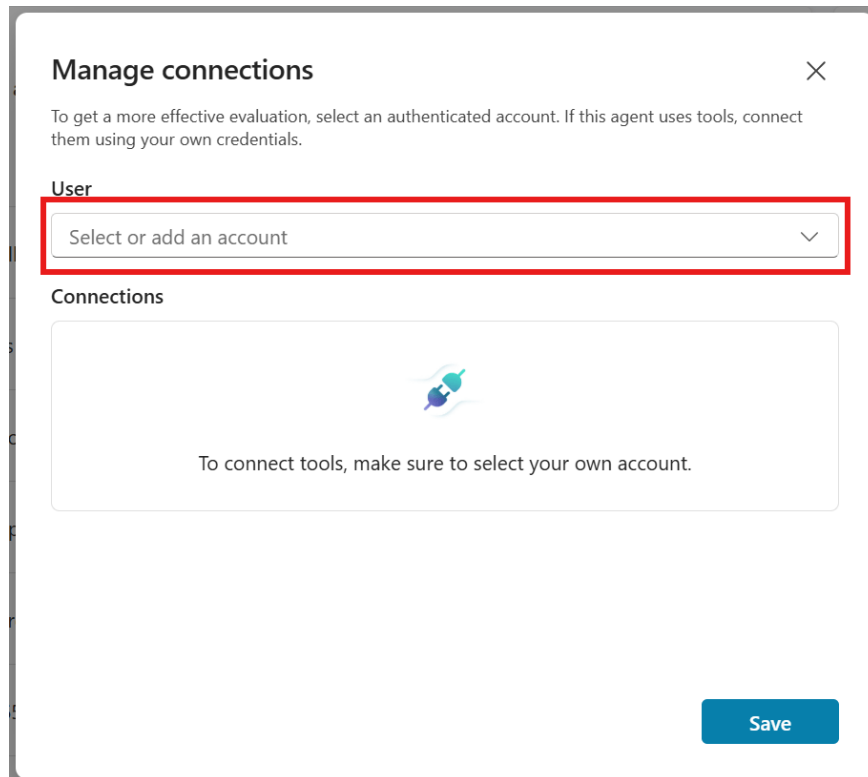 Manage connections
To get a more effective evaluation, select an authenticated account. If this agent uses tools, connect
them using your own credentials.
User
Select or add an account
Connections
To connect tools, make sure to select your own account.
Save